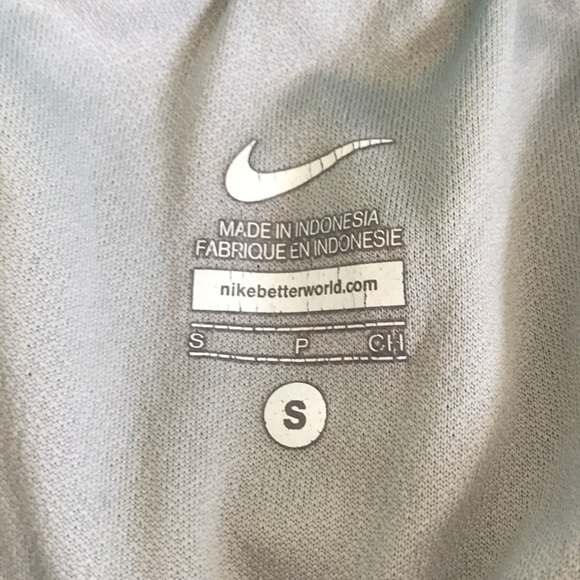 MADE IN INDONESIA
FABRIQUE EN INDONESIE
nikebetterworld.com
S P CH
S